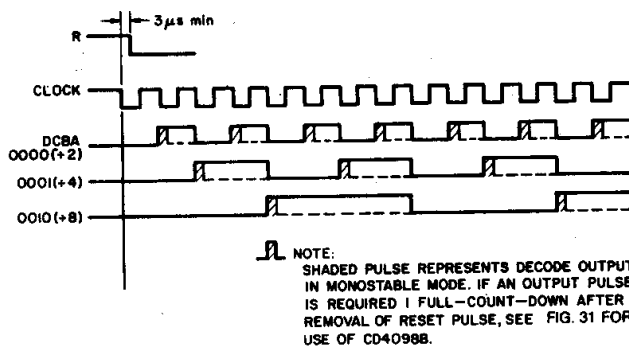 3μs min
R
CLOCK
DCBA
0000(÷2)
0001(÷4)
0010(÷8)
NOTE:
SHADED PULSE REPRESENTS DECODE OUTPUT
IN MONOSTABLE MODE. IF AN OUTPUT PULSE
IS REQUIRED 1 FULL-COUNT-DOWN AFTER
REMOVAL OF RESET PULSE, SEE FIG. 31 FOR
USE OF CD4098B.